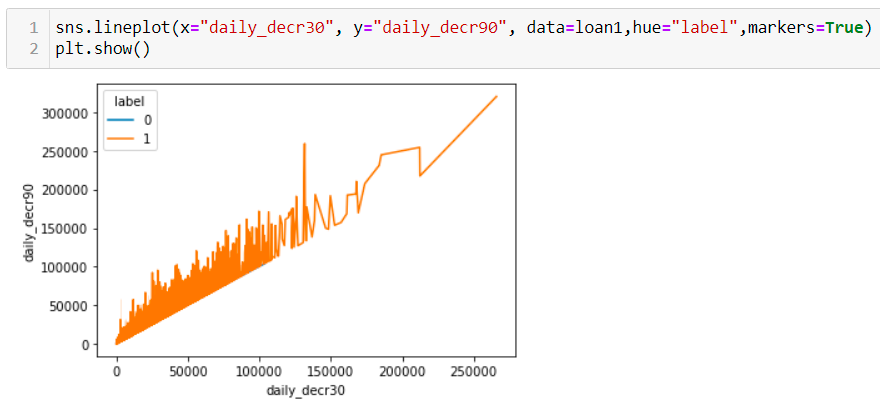 1 sns.lineplot(x="daily_decr30", y="daily_decr90", data=loan1,hue="label",markers=True)
2 plt.show()
label
0
1
300000
250000
200000
150000
100000
50000
0
daily_decr90
0 50000 100000 150000 200000 250000
daily_decr30